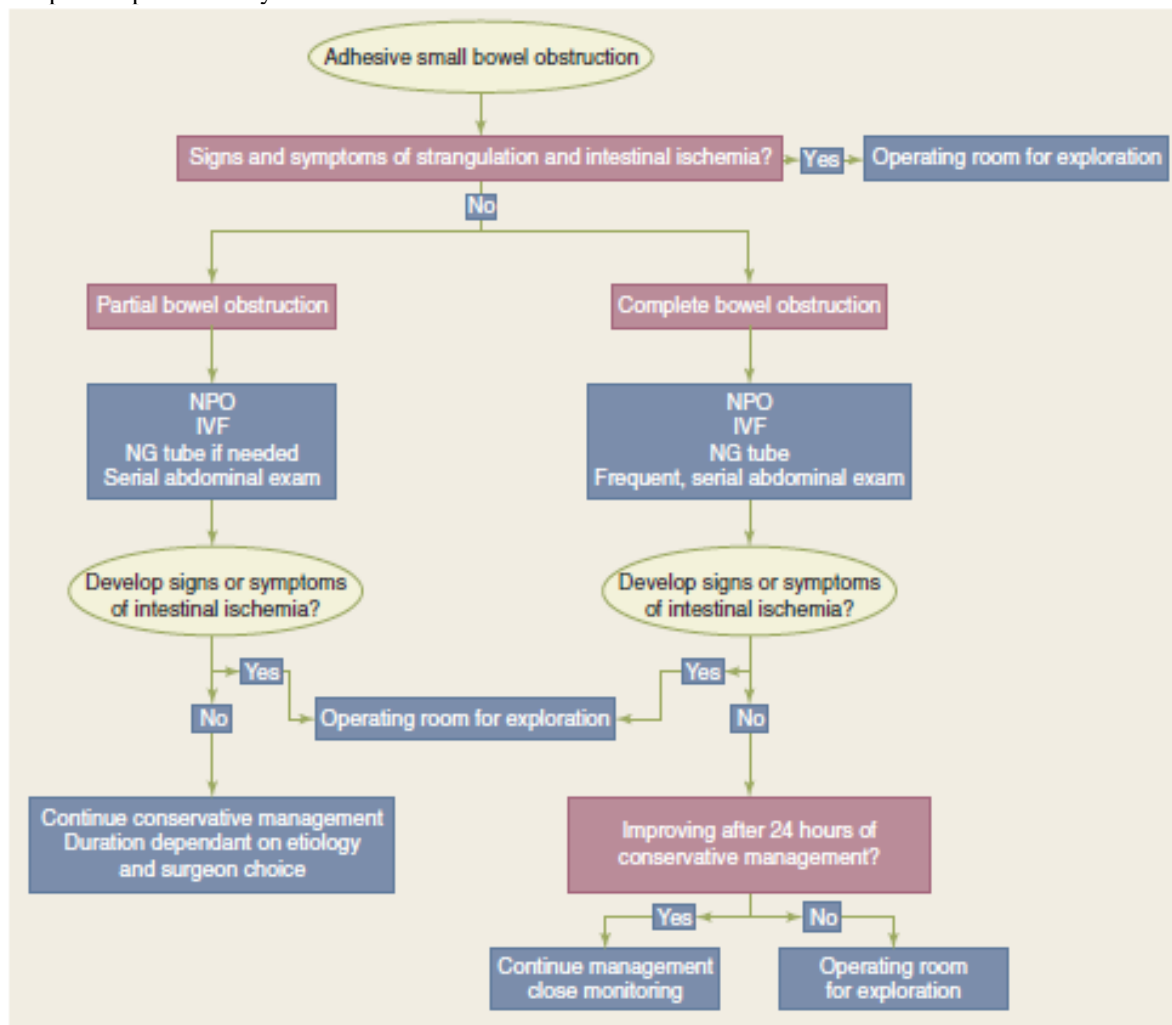 Adhesive small bowel obstruction
Signs and symptoms of strangulation and intestinal ischemia?
Yes
Operating room for exploration
No
Partial bowel obstruction
Complete bowel obstruction
NPO
IVF
NG tube if needed
Serial abdominal exam
NPO
IVF
NG tube
Frequent, serial abdominal exam
Develop signs or symptoms
of intestinal ischemia?
Develop signs or symptoms
of intestinal ischemia?
Yes
Yes
No
Operating room for exploration
No
Continue conservative management
Duration dependant on etiology
and surgeon choice
Improving after 24 hours of
conservative management?
Yes
No
Continue management
close monitoring
Operating room
for exploration